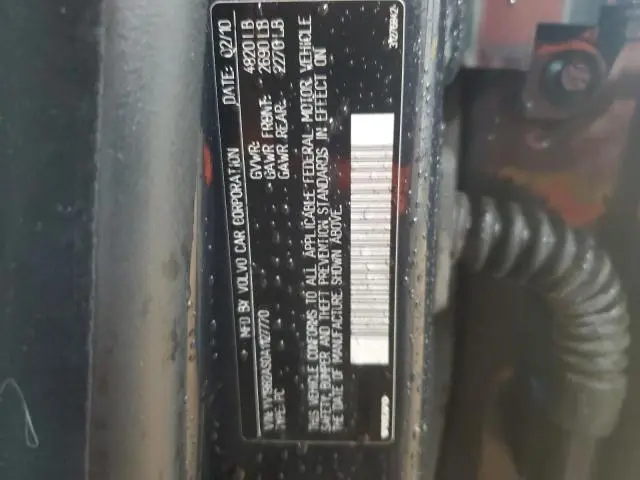 MFD BY VOLVO CAR CORPORATION DATE: 02/10
GVWR: 4820 LB
GAWR FRONT: 2690 LB
GAWR REAR: 2270 LB
TYPE: PC
THIS VEHICLE CONFORMS TO ALL APPLICABLE FEDERAL MOTOR VEHICLE
SAFETY, BUMPER AND THEFT PREVENTION STANDARDS IN EFFECT ON
THE DATE OF MANUFACTURE SHOWN ABOVE.